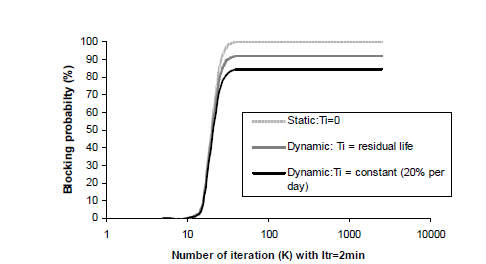 Blocking probabilty (%)
100
90
80
70
60
50
40
30
20
10
0
Static:Ti=0
Dynamic: Ti = residual life
Dynamic:Ti = constant (20% per
day)
1 10 100 1000 10000
Number of iteration (K) with Itr=2min